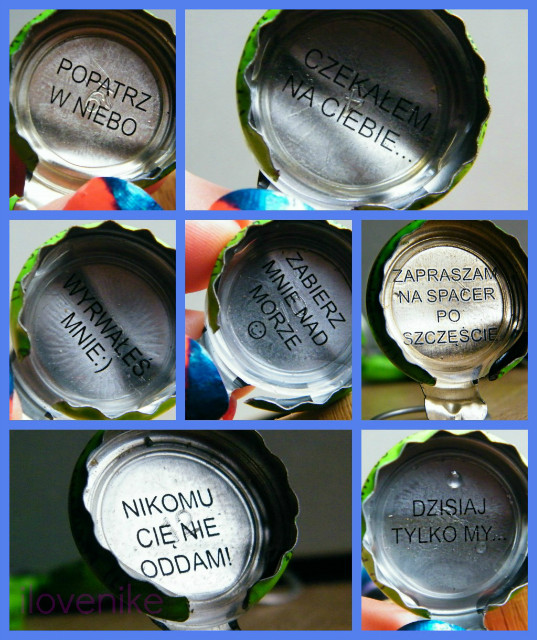 POPATRZ
W NIEBO
CZEKAŁEM
NA CIEBIE...
WYRWAŁEŚ
MNIE:)
ZABIERZ
MNIE NAD
MORZE
☺
ZAPRASZAM
NA SPACER
PO
SZCZĘŚCIE
NIKOMU
CIĘ NIE
ODDAM!
DZISIAJ
TYLKO MY...
ilovenike